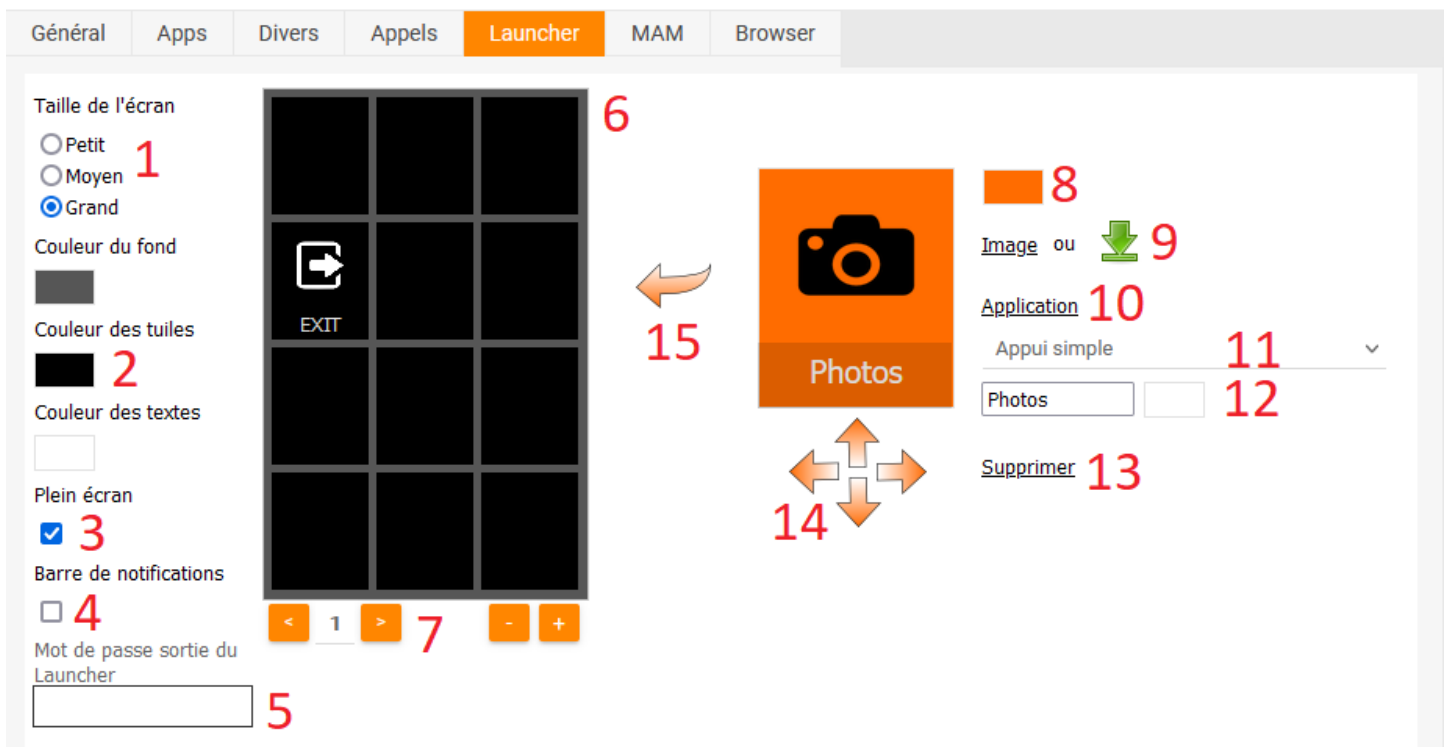 Général Apps Divers Appels Launcher MAM Browser
Taille de l'écran
Petit
1
Moyen
Grand
Couleur du fond
Couleur des tuiles
2
Couleur des textes
Plein écran
3
Barre de notifications
4
Mot de passe sortie du
Launcher
5
6
EXIT
< 1 > 7 - +
15
Photos
14
8
Image ou 9
Application 10
Appui simple 11
Photos 12
Supprimer 13